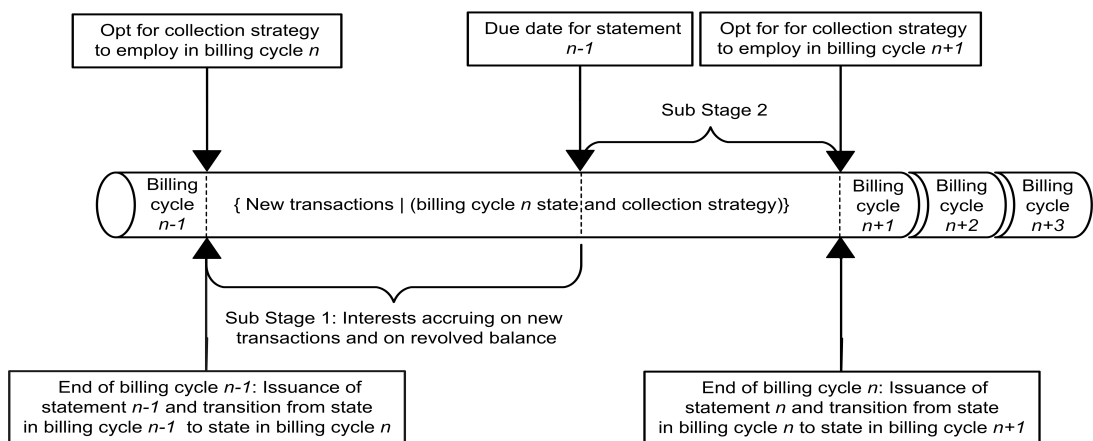 Opt for collection strategy
to employ in billing cycle n
Due date for statement
n-1
Opt for for collection strategy
to employ in billing cycle n+1
Sub Stage 2
Billing
cycle
n-1
{ New transactions | (billing cycle n state and collection strategy)}
Billing
cycle
n+1
Billing
cycle
n+2
Billing
cycle
n+3
Sub Stage 1: Interests accruing on new
transactions and on revolved balance
End of billing cycle n-1: Issuance of
statement n-1 and transition from state
in billing cycle n-1 to state in billing cycle n
End of billing cycle n: Issuance of
statement n and transition from state
in billing cycle n to state in billing cycle n+1